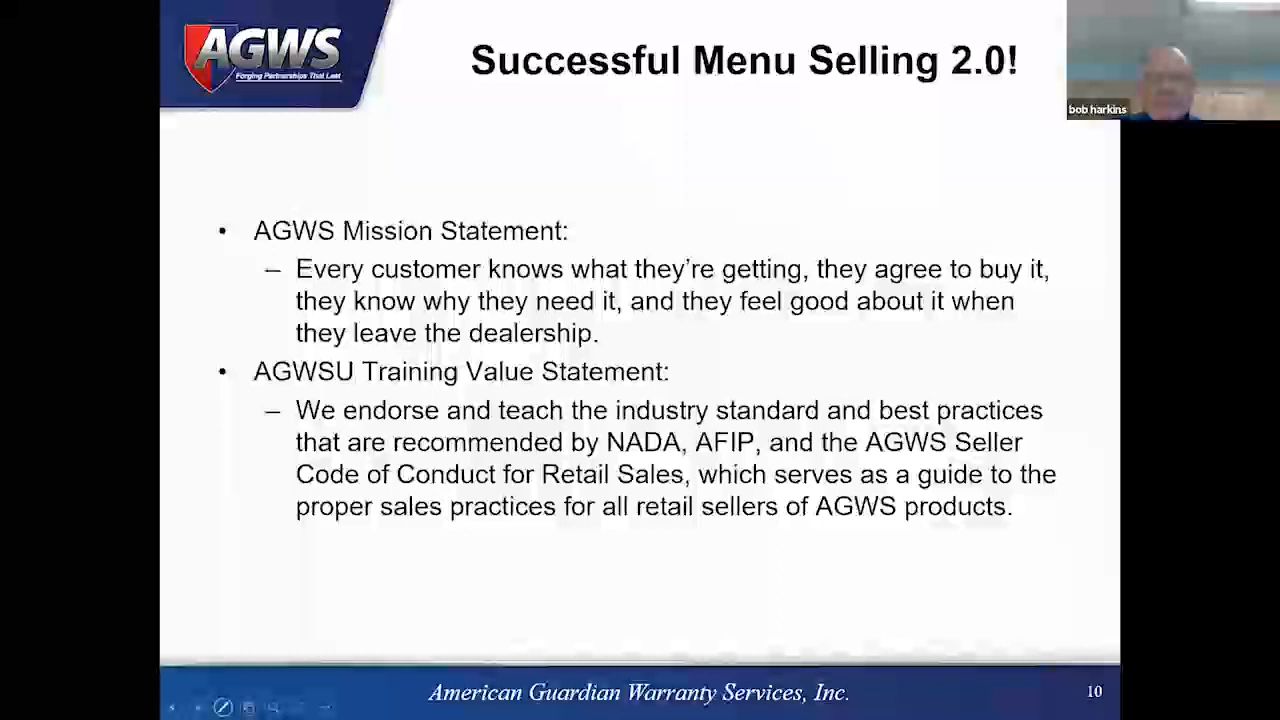 AGWS
Forging Partnerships That Last
Successful Menu Selling 2.0!
bob harkins
• AGWS Mission Statement:
– Every customer knows what they’re getting, they agree to buy it,
they know why they need it, and they feel good about it when
they leave the dealership.
• AGWSU Training Value Statement:
– We endorse and teach the industry standard and best practices
that are recommended by NADA, AFIP, and the AGWS Seller
Code of Conduct for Retail Sales, which serves as a guide to the
proper sales practices for all retail sellers of AGWS products.
American Guardian Warranty Services, Inc.
10